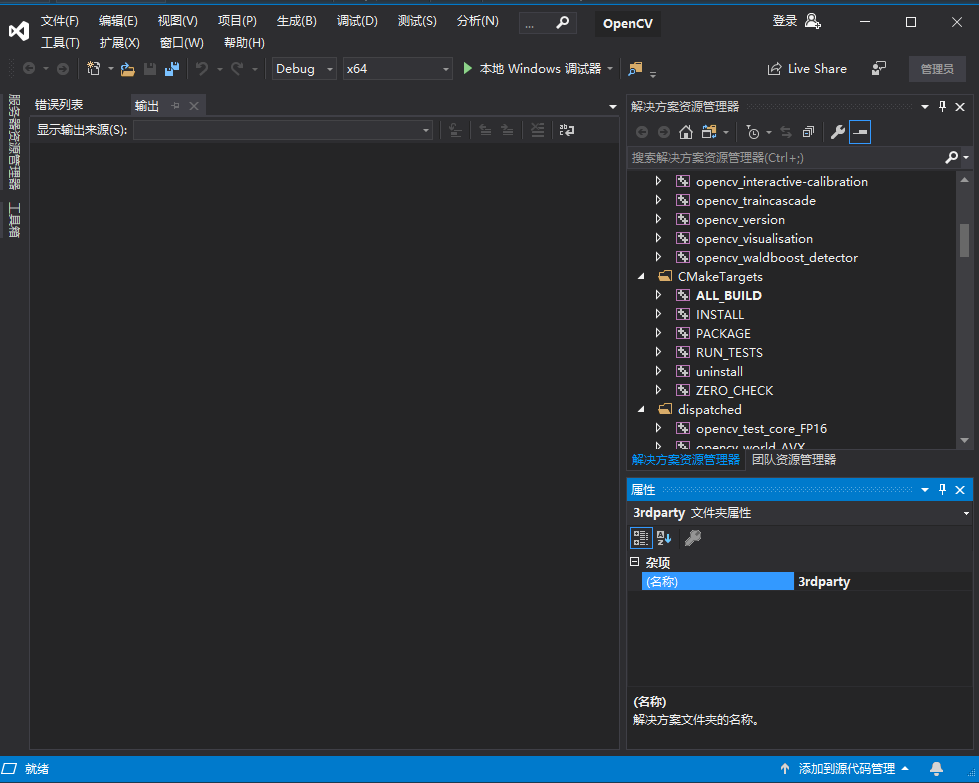 文件(F) 编辑(E) 视图(V) 项目(P) 生成(B) 调试(D) 测试(S) 分析(N) ... OpenCV 登录
工具(T) 扩展(X) 窗口(W) 帮助(H)
Debug x64 本地 Windows 调试器 Live Share 管理员
服务器资源管理器
工具箱
错误列表 输出
显示输出来源(S):
解决方案资源管理器
搜索解决方案资源管理器(Ctrl+;)
opencv_interactive-calibration
opencv_traincascade
opencv_version
opencv_visualisation
opencv_waldboost_detector
CMakeTargets
ALL_BUILD
INSTALL
PACKAGE
RUN_TESTS
uninstall
ZERO_CHECK
dispatched
opencv_test_core_FP16
opencv_world_AVX
解决方案资源管理器 团队资源管理器
属性
3rdparty 文件夹属性
杂项
(名称) 3rdparty
(名称)
解决方案文件夹的名称。
就绪 添加到源代码管理